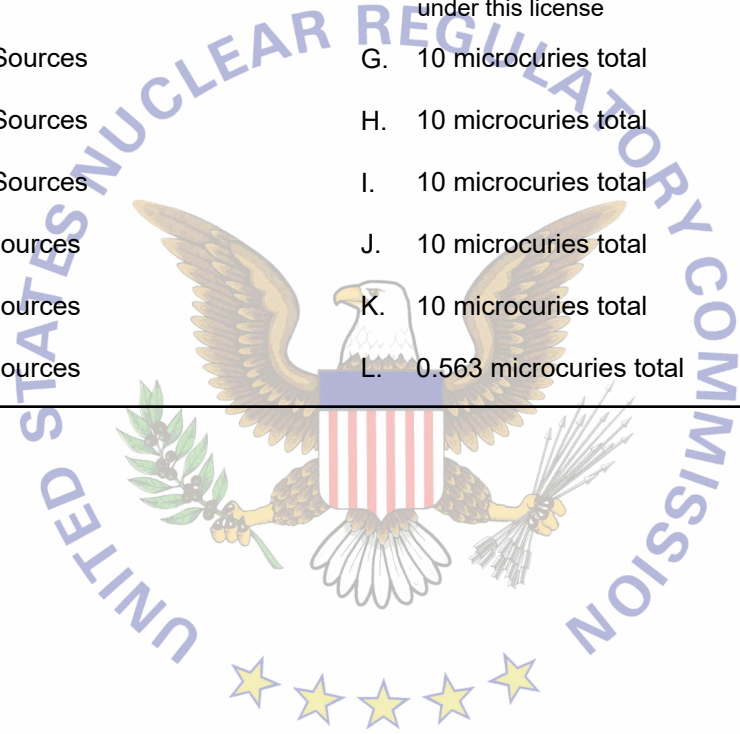 under this license
Sources G. 10 microcuries total
Sources H. 10 microcuries total
Sources I. 10 microcuries total
ources J. 10 microcuries total
ources K. 10 microcuries total
ources L. 0.563 microcuries total
UNITED STATES NUCLEAR REGULATORY COMMISSION